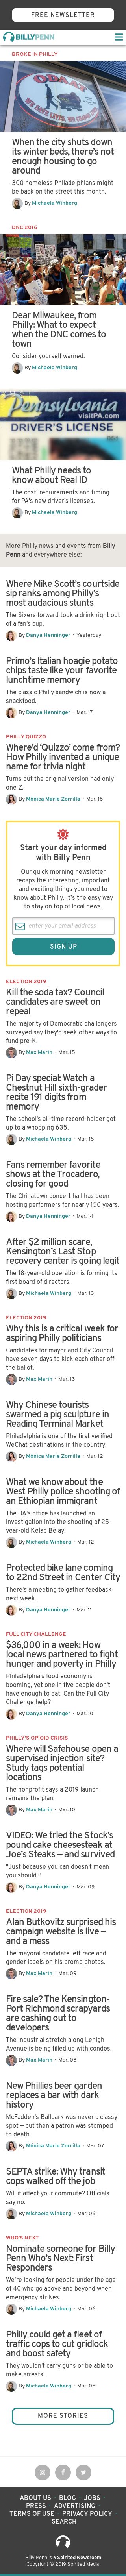 FREE NEWSLETTER
BILLYPENN
BROKE IN PHILLY
When the city shuts down
its winter beds, there's not
enough housing to go
around
300 homeless Philadelphians might
be back on the street this month.
By Michaela Winberg
DNC 2016
Dear Milwaukee, from
Philly: What to expect
when the DNC comes to
town
Consider yourself warned.
By Michaela Winberg
Pennsylvania
visitPA.com
DRIVER'S LICENSE
What Philly needs to
know about Real ID
The cost, requirements and timing
for PA's new driver's licenses.
By Michaela Winberg
More Philly news and events from Billy
Penn and everywhere else:
Where Mike Scott's courtside
sip ranks among Philly's
most audacious stunts
The Sixers forward took a drink right out
of a fan's cup.
By Danya Henninger · Yesterday
Primo's Italian hoagie potato
chips taste like your favorite
lunchtime memory
The classic Philly sandwich is now a
snackfood.
By Danya Henninger · Mar. 17
PHILLY QUIZZO
Where'd 'Quizzo' come from?
How Philly invented a unique
name for trivia night
Turns out the original version had only
one Z.
By Mónica Marie Zorrilla · Mar. 16
Start your day informed
with Billy Penn
Our quick morning newsletter
recaps the interesting, important
and exciting things you need to
know about Philly. It's the easy way
to stay on top of local news.
enter your email address
SIGN UP
ELECTION 2019
Kill the soda tax? Council
candidates are sweet on
repeal
The majority of Democratic challengers
surveyed say they'd seek other ways to
fund pre-K.
By Max Marin · Mar. 15
Pi Day special: Watch a
Chestnut Hill sixth-grader
recite 191 digits from
memory
The school's all-time record-holder got
up to a whopping 635.
By Michaela Winberg · Mar. 15
Fans remember favorite
shows at the Trocadero,
closing for good
The Chinatown concert hall has been
hosting performers for nearly 150 years.
By Danya Henninger · Mar. 14
After $2 million scare,
Kensington's Last Stop
recovery center is going legit
The 18-year-old operation is forming its
first board of directors.
By Michaela Winberg · Mar. 13
ELECTION 2019
Why this is a critical year for
aspiring Philly politicians
Candidates for mayor and City Council
have seven days to kick each other off
the ballot.
By Max Marin · Mar. 13
Why Chinese tourists
swarmed a pig sculpture in
Reading Terminal Market
Philadelphia is one of the first verified
WeChat destinations in the country.
By Mónica Marie Zorrilla · Mar. 12
What we know about the
West Philly police shooting of
an Ethiopian immigrant
The DA's office has launched an
investigation into the shooting of 25-
year-old Kelab Belay.
By Michaela Winberg · Mar. 12
Protected bike lane coming
to 22nd Street in Center City
There's a meeting to gather feedback
next week.
By Danya Henninger · Mar. 11
FULL CITY CHALLENGE
$36,000 in a week: How
local news partnered to fight
hunger and poverty in Philly
Philadelphia's food economy is
booming, yet one in five people don't
have enough to eat. Can the Full City
Challenge help?
By Danya Henninger · Mar. 10
PHILLY'S OPIOID CRISIS
Where will Safehouse open a
supervised injection site?
Study tags potential
locations
The nonprofit says a 2019 launch
remains the plan.
By Max Marin · Mar. 10
VIDEO: We tried the Stock's
pound cake cheesesteak at
Joe's Steaks — and survived
"Just because you can doesn't mean
you should."
By Danya Henninger · Mar. 09
ELECTION 2019
Alan Butkovitz surprised his
campaign website is live —
and a mess
The mayoral candidate left race and
gender labels on his promo photos.
By Max Marin · Mar. 09
Fire sale? The Kensington-
Port Richmond scrapyards
are cashing out to
developers
The industrial stretch along Lehigh
Avenue is being filled up with condos.
By Max Marin · Mar. 08
New Phillies beer garden
replaces a bar with dark
history
McFadden's Ballpark was never a classy
spot — but then a patron was stomped
to death.
By Mónica Marie Zorrilla · Mar. 07
SEPTA strike: Why transit
cops walked off the job
Will it affect your commute? Officials
say no.
By Michaela Winberg · Mar. 06
WHO'S NEXT
Nominate someone for Billy
Penn Who's Next: First
Responders
We're looking for people under the age
of 40 who go above and beyond when
emergency strikes.
By Michaela Winberg · Mar. 06
Philly could get a fleet of
traffic cops to cut gridlock
and boost safety
They wouldn't carry guns or be able to
make arrests.
By Michaela Winberg · Mar. 05
MORE STORIES
ABOUT US BLOG JOBS
PRESS ADVERTISING
TERMS OF USE PRIVACY POLICY
SEARCH
Billy Penn is a Spirited Newsroom
Copyright © 2019 Spirited Media